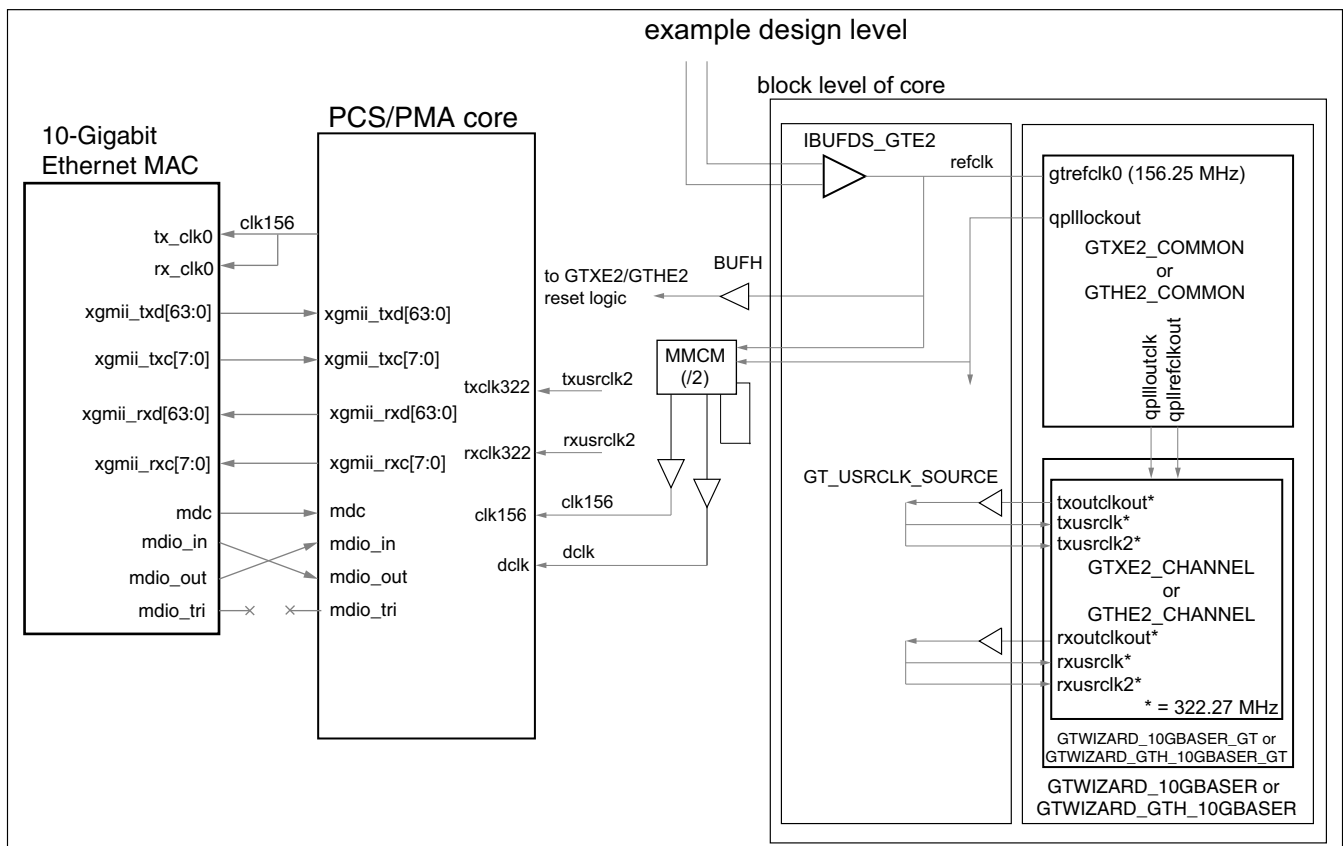 example design level
block level of core
PCS/PMA core
10-Gigabit
Ethernet MAC
tx_clk0
rx_clk0
xgmii_txd[63:0]
xgmii_txc[7:0]
xgmii_rxd[63:0]
xgmii_rxc[7:0]
mdc
mdio_in
mdio_out
mdio_tri
clk156
xgmii_txd[63:0]
xgmii_txc[7:0]
xgmii_rxd[63:0]
xgmii_rxc[7:0]
mdc
mdio_in
mdio_out
mdio_tri
txclk322
rxclk322
clk156
dclk
txusrclk2
rxusrclk2
clk156
dclk
to GTXE2/GTHE2
reset logic
BUFH
MMCM
(/2)
IBUFDS_GTE2
refclk
GT_USRCLK_SOURCE
gtrefclk0 (156.25 MHz)
qplllockout
GTXE2_COMMON
or
GTHE2_COMMON
qplloutclk
qpllrefclkout
txoutclkout*
txusrclk*
txusrclk2*
GTXE2_CHANNEL
or
GTHE2_CHANNEL
rxoutclkout*
rxusrclk*
rxusrclk2*
* = 322.27 MHz
GTWIZARD_10GBASER_GT or
GTWIZARD_GTH_10GBASER_GT
GTWIZARD_10GBASER or
GTWIZARD_GTH_10GBASER